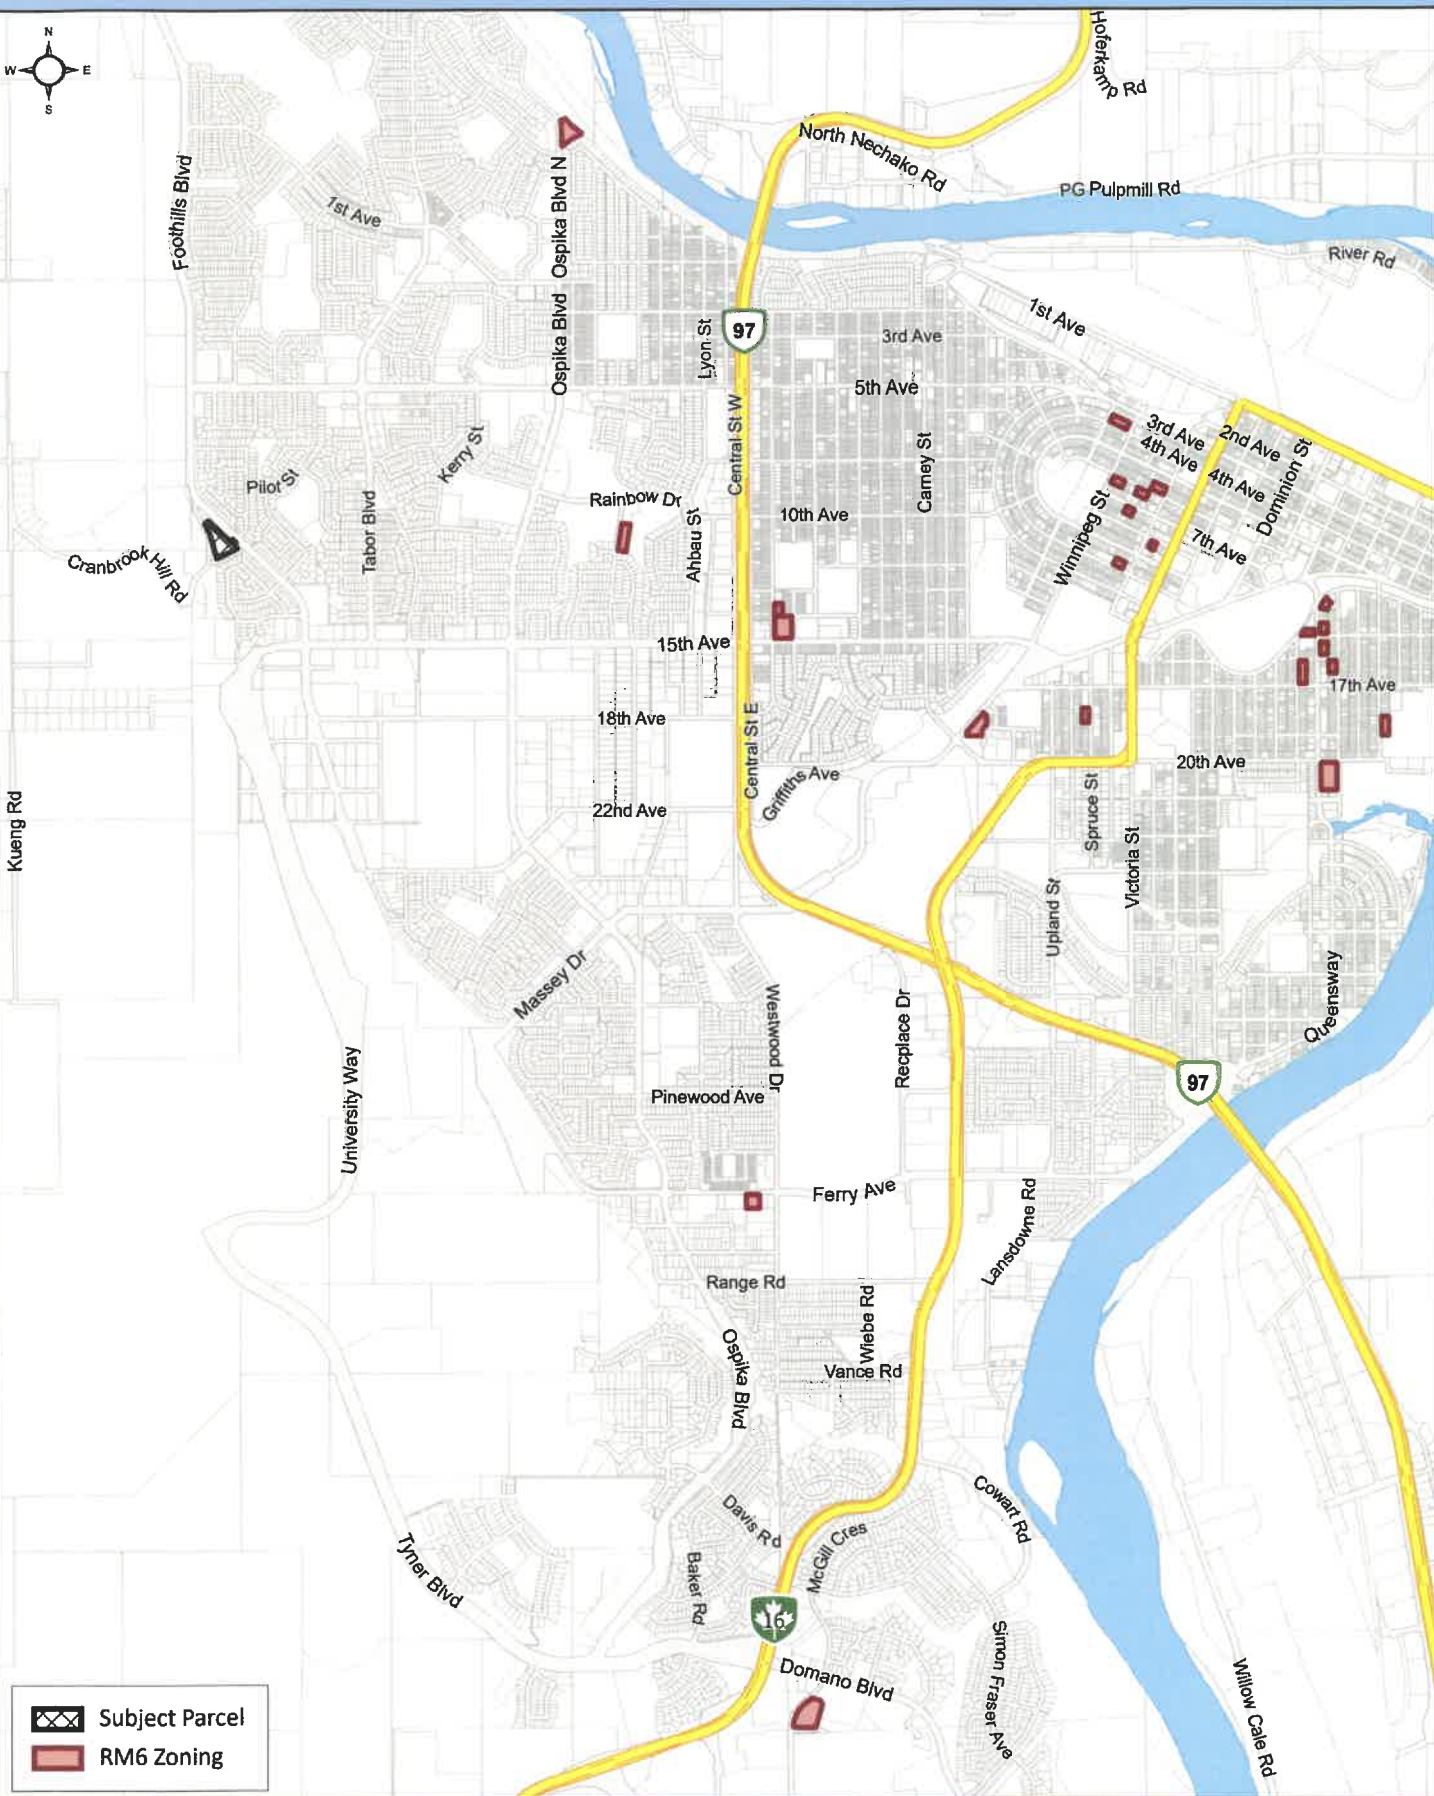 N
W E
S
Hoferkamp Rd
North Nechako Rd
PG Pulpmill Rd
River Rd
Foothills Blvd
1st Ave
Ospika Blvd N
Ospika Blvd
Lyon St
97
3rd Ave
1st Ave
5th Ave
Central St W
Carney St
3rd Ave
4th Ave
2nd Ave
4th Ave
Dominion St
Kerry St
Pilot St
Tabor Blvd
Rainbow Dr
Ahbau St
10th Ave
Winnipeg St
7th Ave
Cranbrook Hill Rd
15th Ave
17th Ave
18th Ave
Central St E
Griffiths Ave
20th Ave
22nd Ave
Spruce St
Victoria St
Kueng Rd
Upland St
Massey Dr
Westwood Dr
Recplace Dr
Queensway
University Way
Pinewood Ave
97
Ferry Ave
Lansdowne Rd
Range Rd
Wiebe Rd
Ospika Blvd
Vance Rd
Cowart Rd
Davis Rd
McGill Cres
Tyner Blvd
Baker Rd
16
Simon Fraser Ave
Domano Blvd
Willow Cale Rd
Subject Parcel
RM6 Zoning